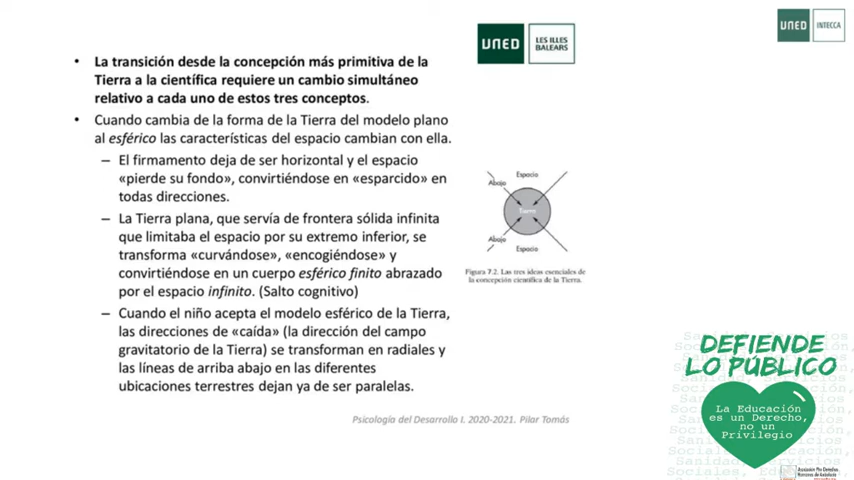 UNED
LES ILLES
BALEARS
UNED
INTECCA
• La transición desde la concepción más primitiva de la
Tierra a la científica requiere un cambio simultáneo
relativo a cada uno de estos tres conceptos.
• Cuando cambia de la forma de la Tierra del modelo plano
al esférico las características del espacio cambian con ella.
– El firmamento deja de ser horizontal y el espacio
«pierde su fondo», convirtiéndose en «esparcido» en
todas direcciones.
– La Tierra plana, que servía de frontera sólida infinita
que limitaba el espacio por su extremo inferior, se
transforma «curvándose», «encogiéndose» y
convirtiéndose en un cuerpo esférico finito abrazado
por el espacio infinito. (Salto cognitivo)
– Cuando el niño acepta el modelo esférico de la Tierra,
las direcciones de «caída» (la dirección del campo
gravitatorio de la Tierra) se transforman en radiales y
las líneas de arriba abajo en las diferentes
ubicaciones terrestres dejan ya de ser paralelas.
Espacio
Abajo
Tierra
Abajo
Espacio
Figura 7.2. Las tres ideas esenciales de
la concepción científica de la Tierra.
Psicología del Desarrollo I. 2020-2021. Pilar Tomás
DEFIENDE
LO PÚBLICO
La Educación
es un Derecho,
no un
Privilegio